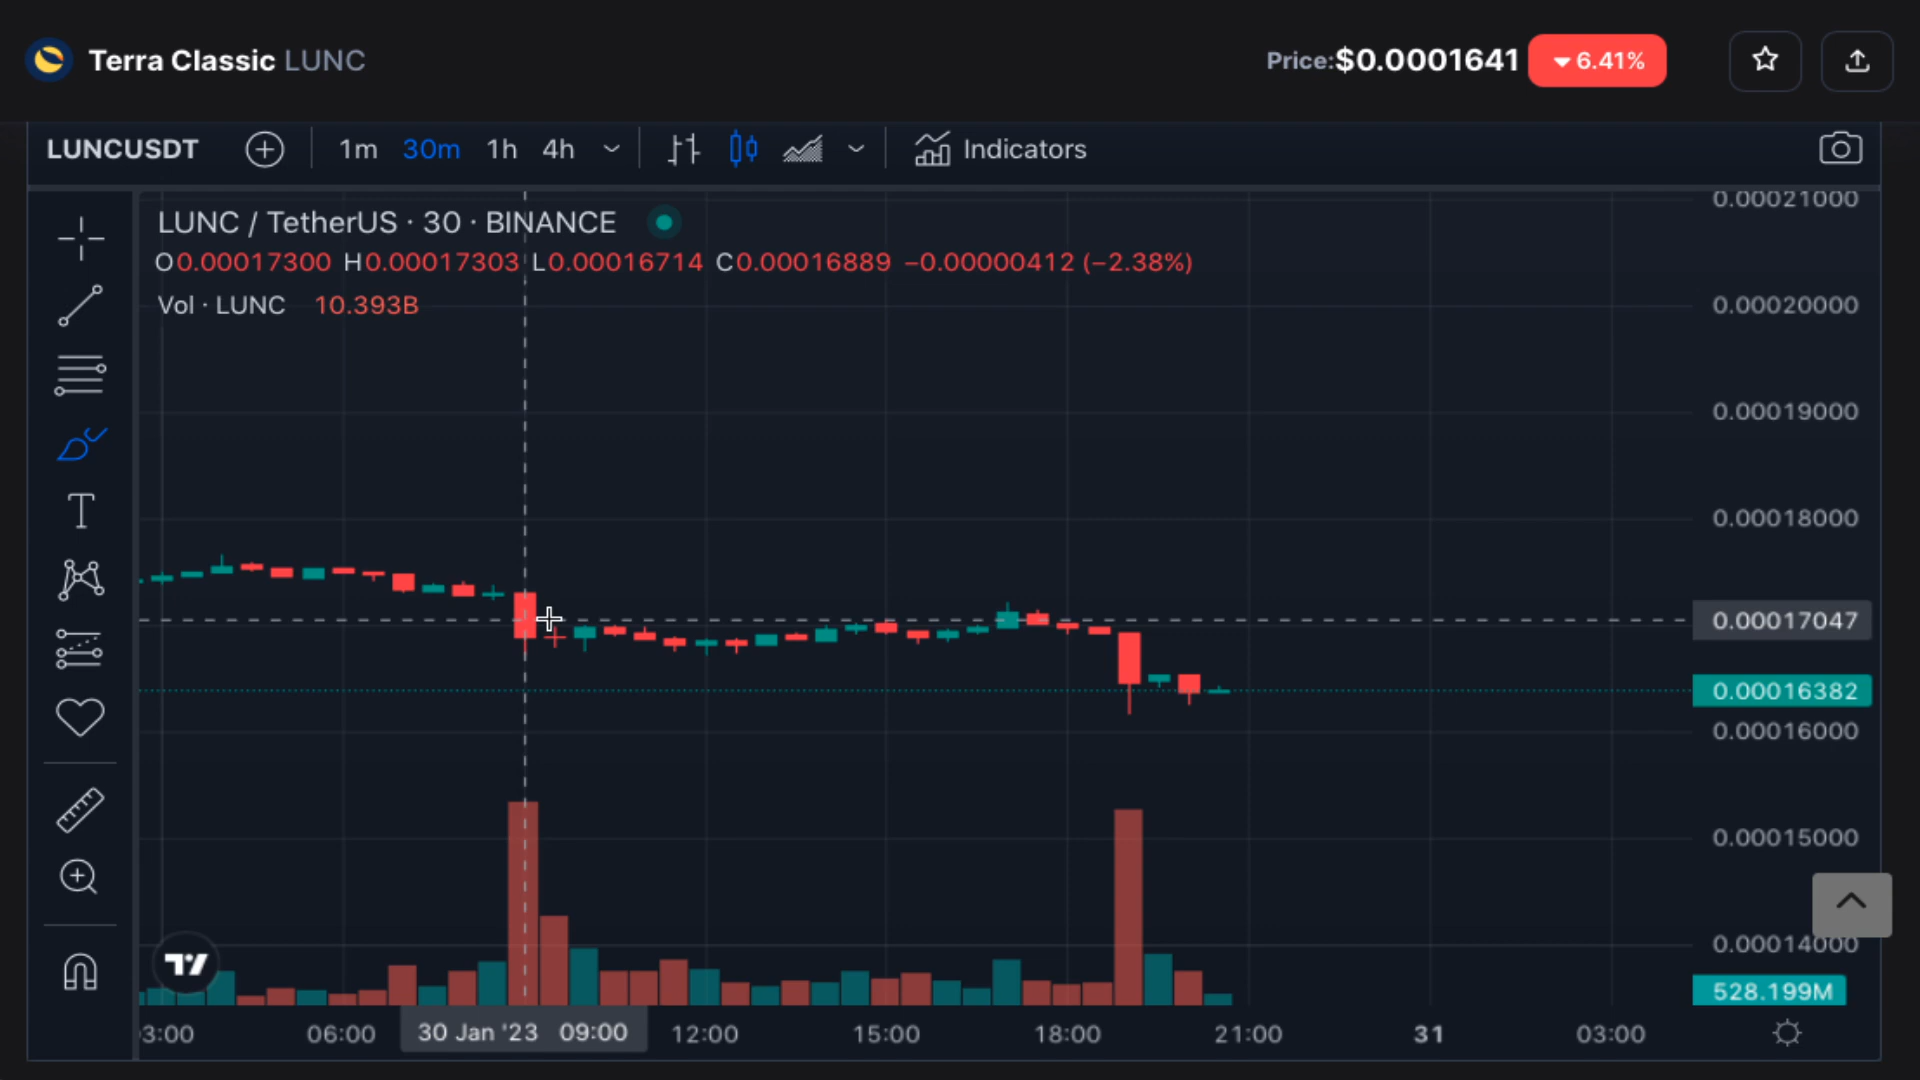 Terra Classic LUNC
Price:$0.0001641 6.41%
LUNCUSDT 1m 30m 1h 4h Indicators
LUNC / TetherUS · 30 · BINANCE
O0.00017300 H0.00017303 L0.00016714 C0.00016889 −0.00000412 (−2.38%)
Vol · LUNC 10.393B
0.00021000
0.00020000
0.00019000
0.00018000
0.00017047
0.00016382
0.00016000
0.00015000
0.00014000
528.199M
03:00 06:00 30 Jan '23 09:00 12:00 15:00 18:00 21:00 31 03:00